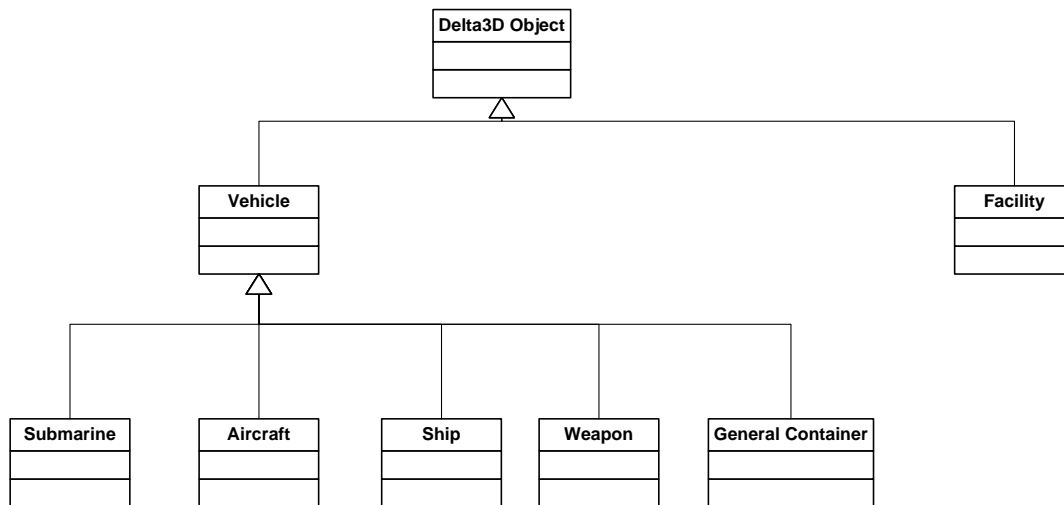 Delta3D Object
Vehicle
Facility
Submarine
Aircraft
Ship
Weapon
General Container